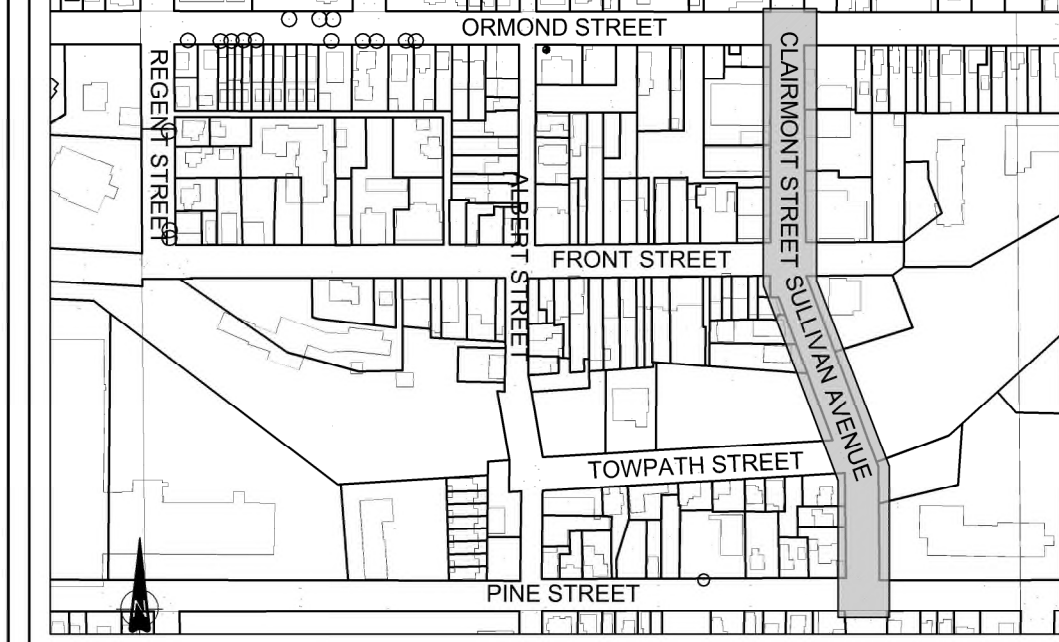 ORMOND STREET
REGENT STREET
CLAIRMONT STREET
ALBERT STREET
FRONT STREET
SULLIVAN AVENUE
TOWPATH STREET
PINE STREET
N